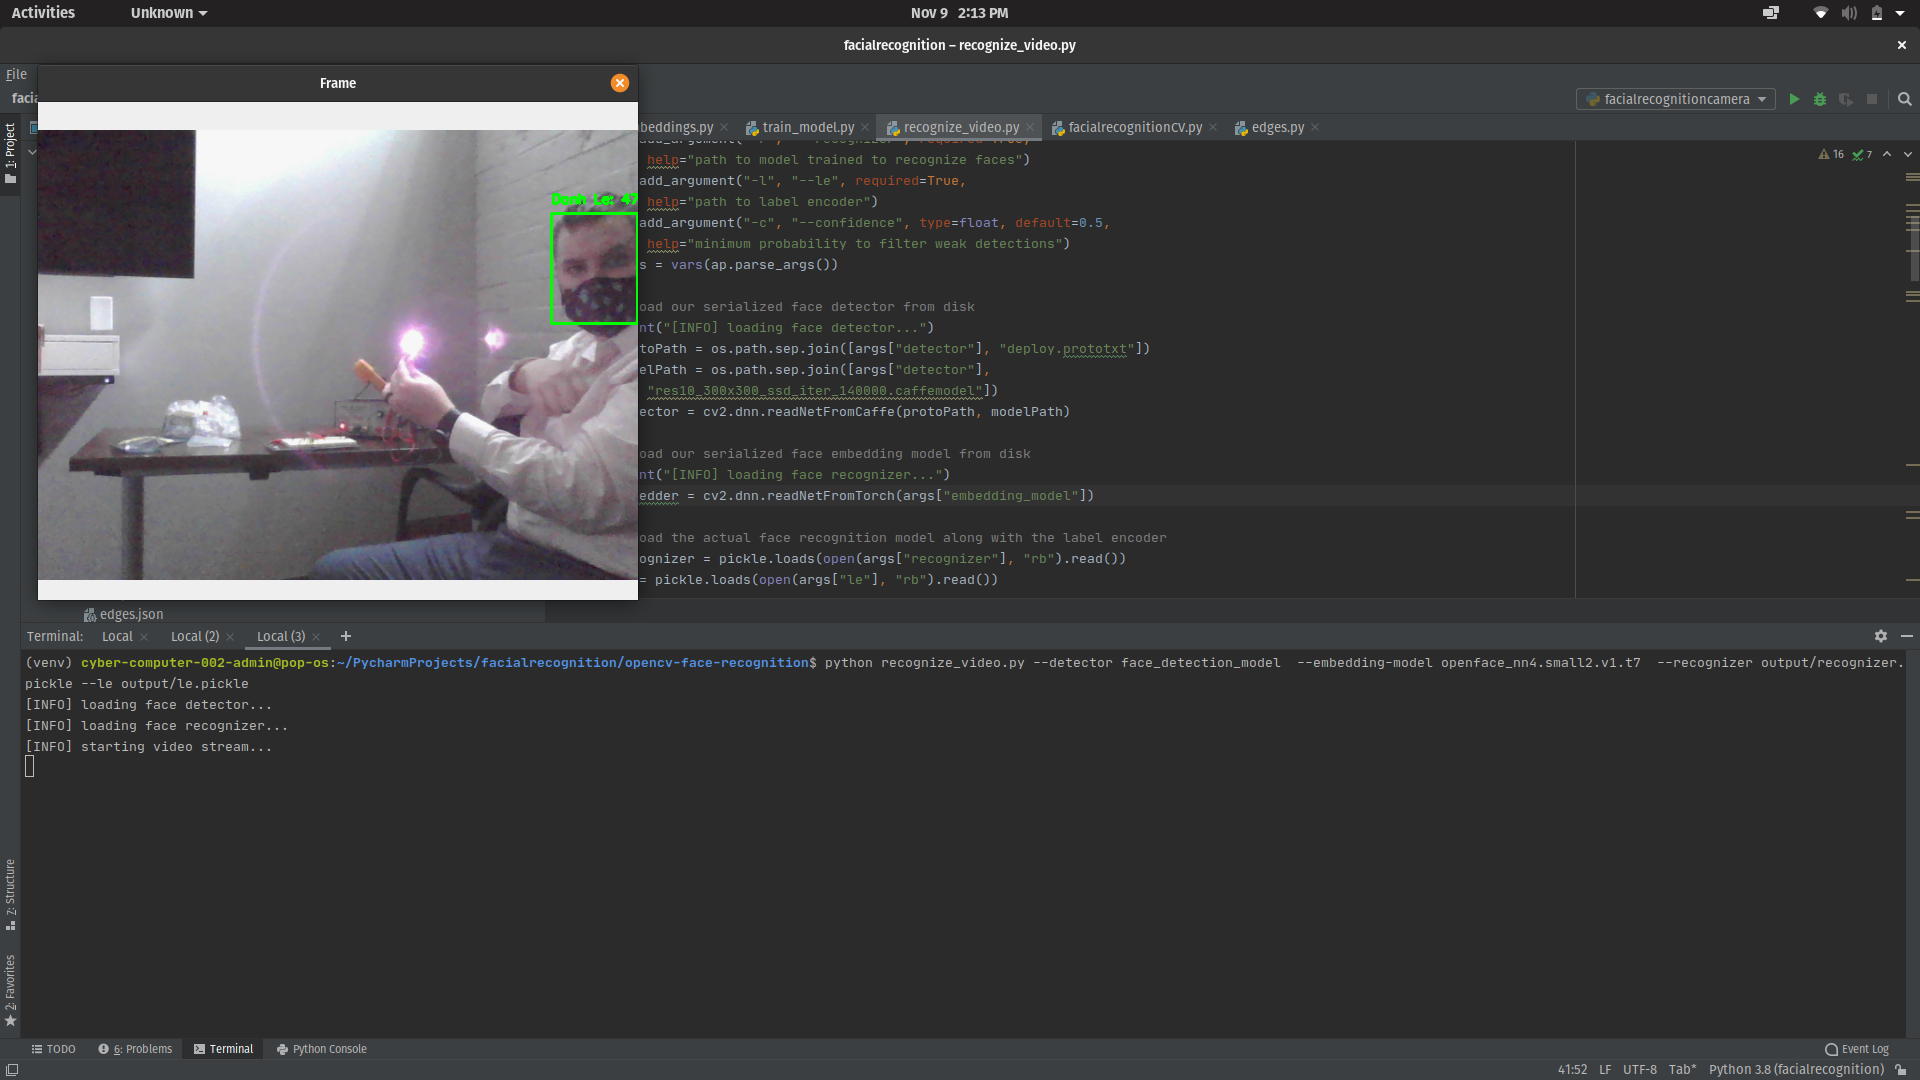 Activities
Unknown
Nov 9 2:13 PM
facialrecognition – recognize_video.py
File
Frame
facia
facialrecognitioncamera
1: Project
beddings.py
train_model.py
recognize_video.py
facialrecognitionCV.py
edges.py
help="path to model trained to recognize faces")
16
7
add_argument("-l", "--le", required=True,
help="path to label encoder")
add_argument("-c", "--confidence", type=float, default=0.5,
help="minimum probability to filter weak detections")
s = vars(ap.parse_args())
oad our serialized face detector from disk
nt("[INFO] loading face detector...")
toPath = os.path.sep.join([args["detector"], "deploy.prototxt"])
elPath = os.path.sep.join([args["detector"],
"res10_300x300_ssd_iter_140000.caffemodel"])
ector = cv2.dnn.readNetFromCaffe(protoPath, modelPath)
oad our serialized face embedding model from disk
nt("[INFO] loading face recognizer...")
edder = cv2.dnn.readNetFromTorch(args["embedding_model"])
oad the actual face recognition model along with the label encoder
ognizer = pickle.loads(open(args["recognizer"], "rb").read())
= pickle.loads(open(args["le"], "rb").read())
edges.json
Terminal:
Local
Local (2)
Local (3)
(venv) cyber-computer-002-admin@pop-os:~/PycharmProjects/facialrecognition/opencv-face-recognition$ python recognize_video.py --detector face_detection_model  --embedding-model openface_nn4.small2.v1.t7  --recognizer output/recognizer.
pickle --le output/le.pickle
[INFO] loading face detector...
[INFO] loading face recognizer...
[INFO] starting video stream...
7: Structure
2: Favorites
TODO
6: Problems
Terminal
Python Console
Event Log
41:52 LF UTF-8 Tab* Python 3.8 (facialrecognition)